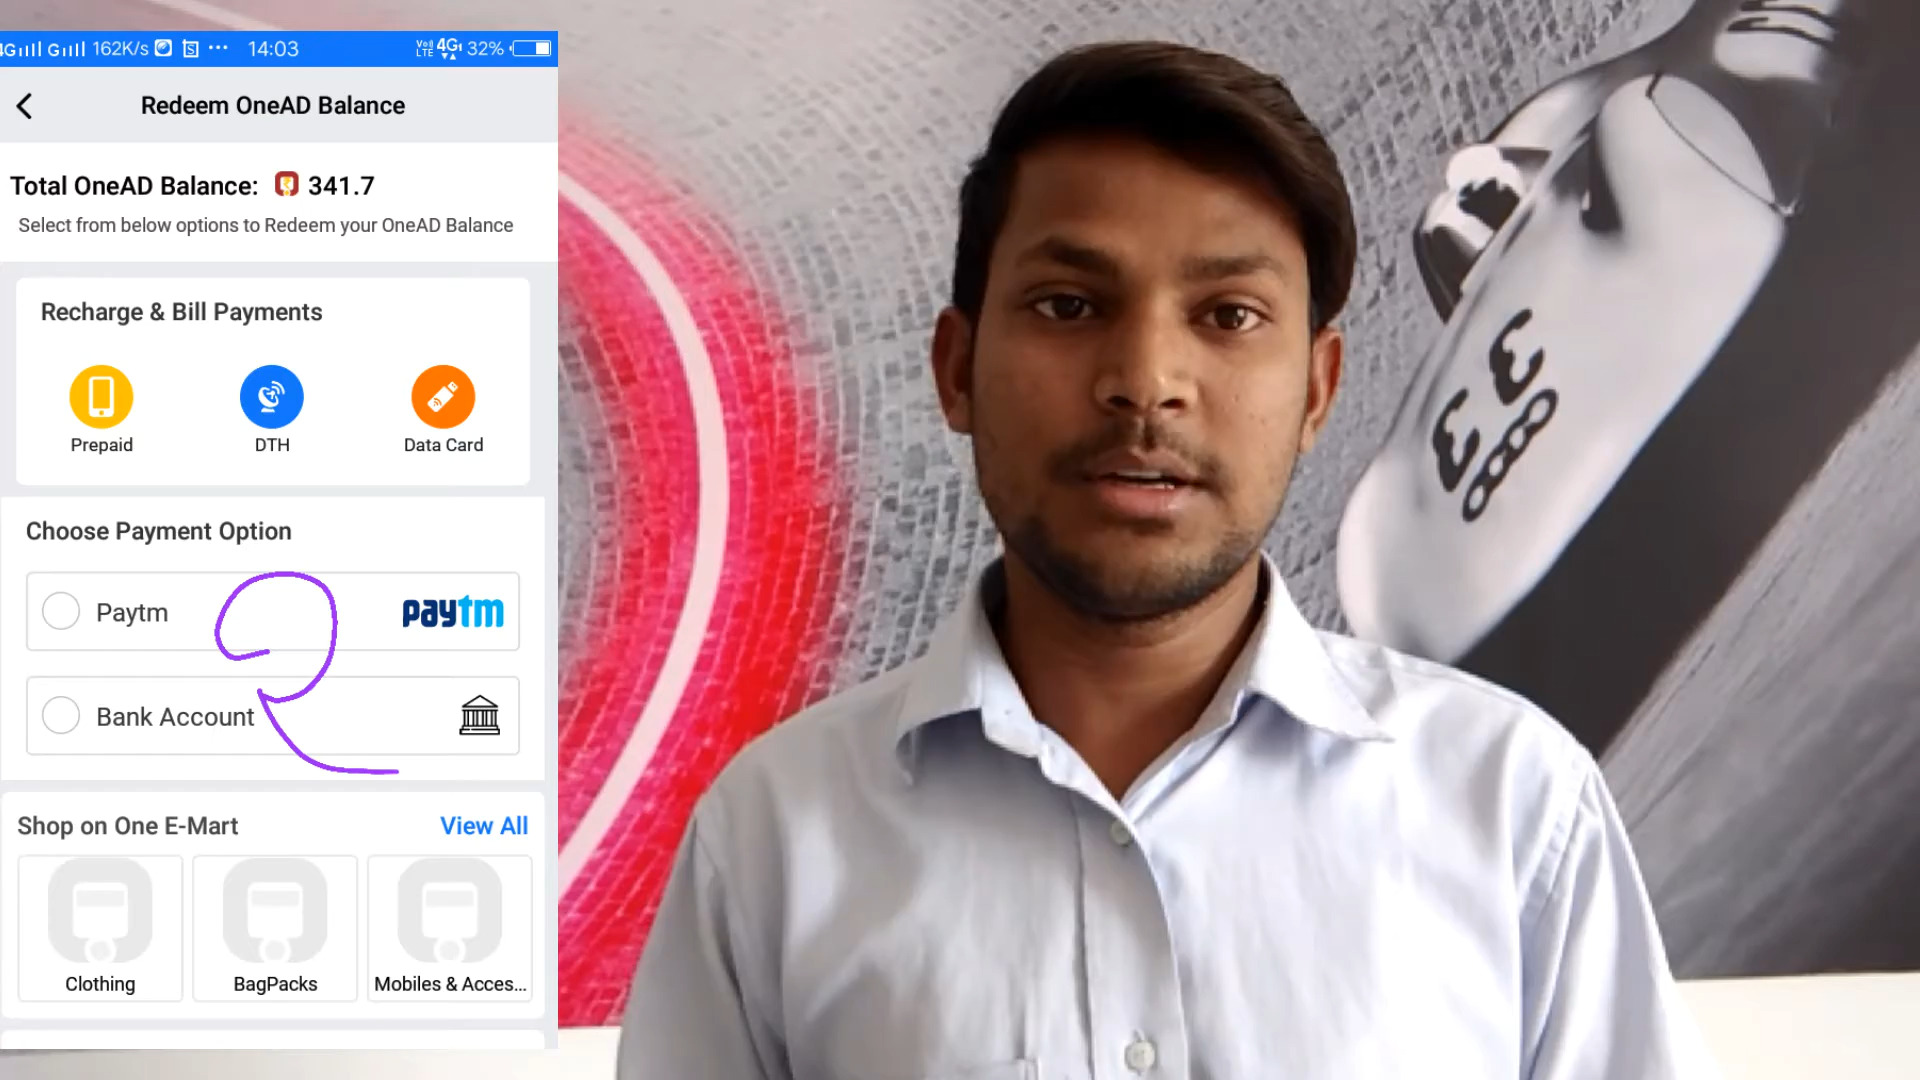 4G G 162K/s ... 14:03 VoD LTE 4G 32%
Redeem OneAD Balance
Total OneAD Balance: 341.7
Select from below options to Redeem your OneAD Balance
Recharge & Bill Payments
Prepaid DTH Data Card
Choose Payment Option
Paytm paytm
Bank Account
Shop on One E-Mart View All
Clothing BagPacks Mobiles & Acces...